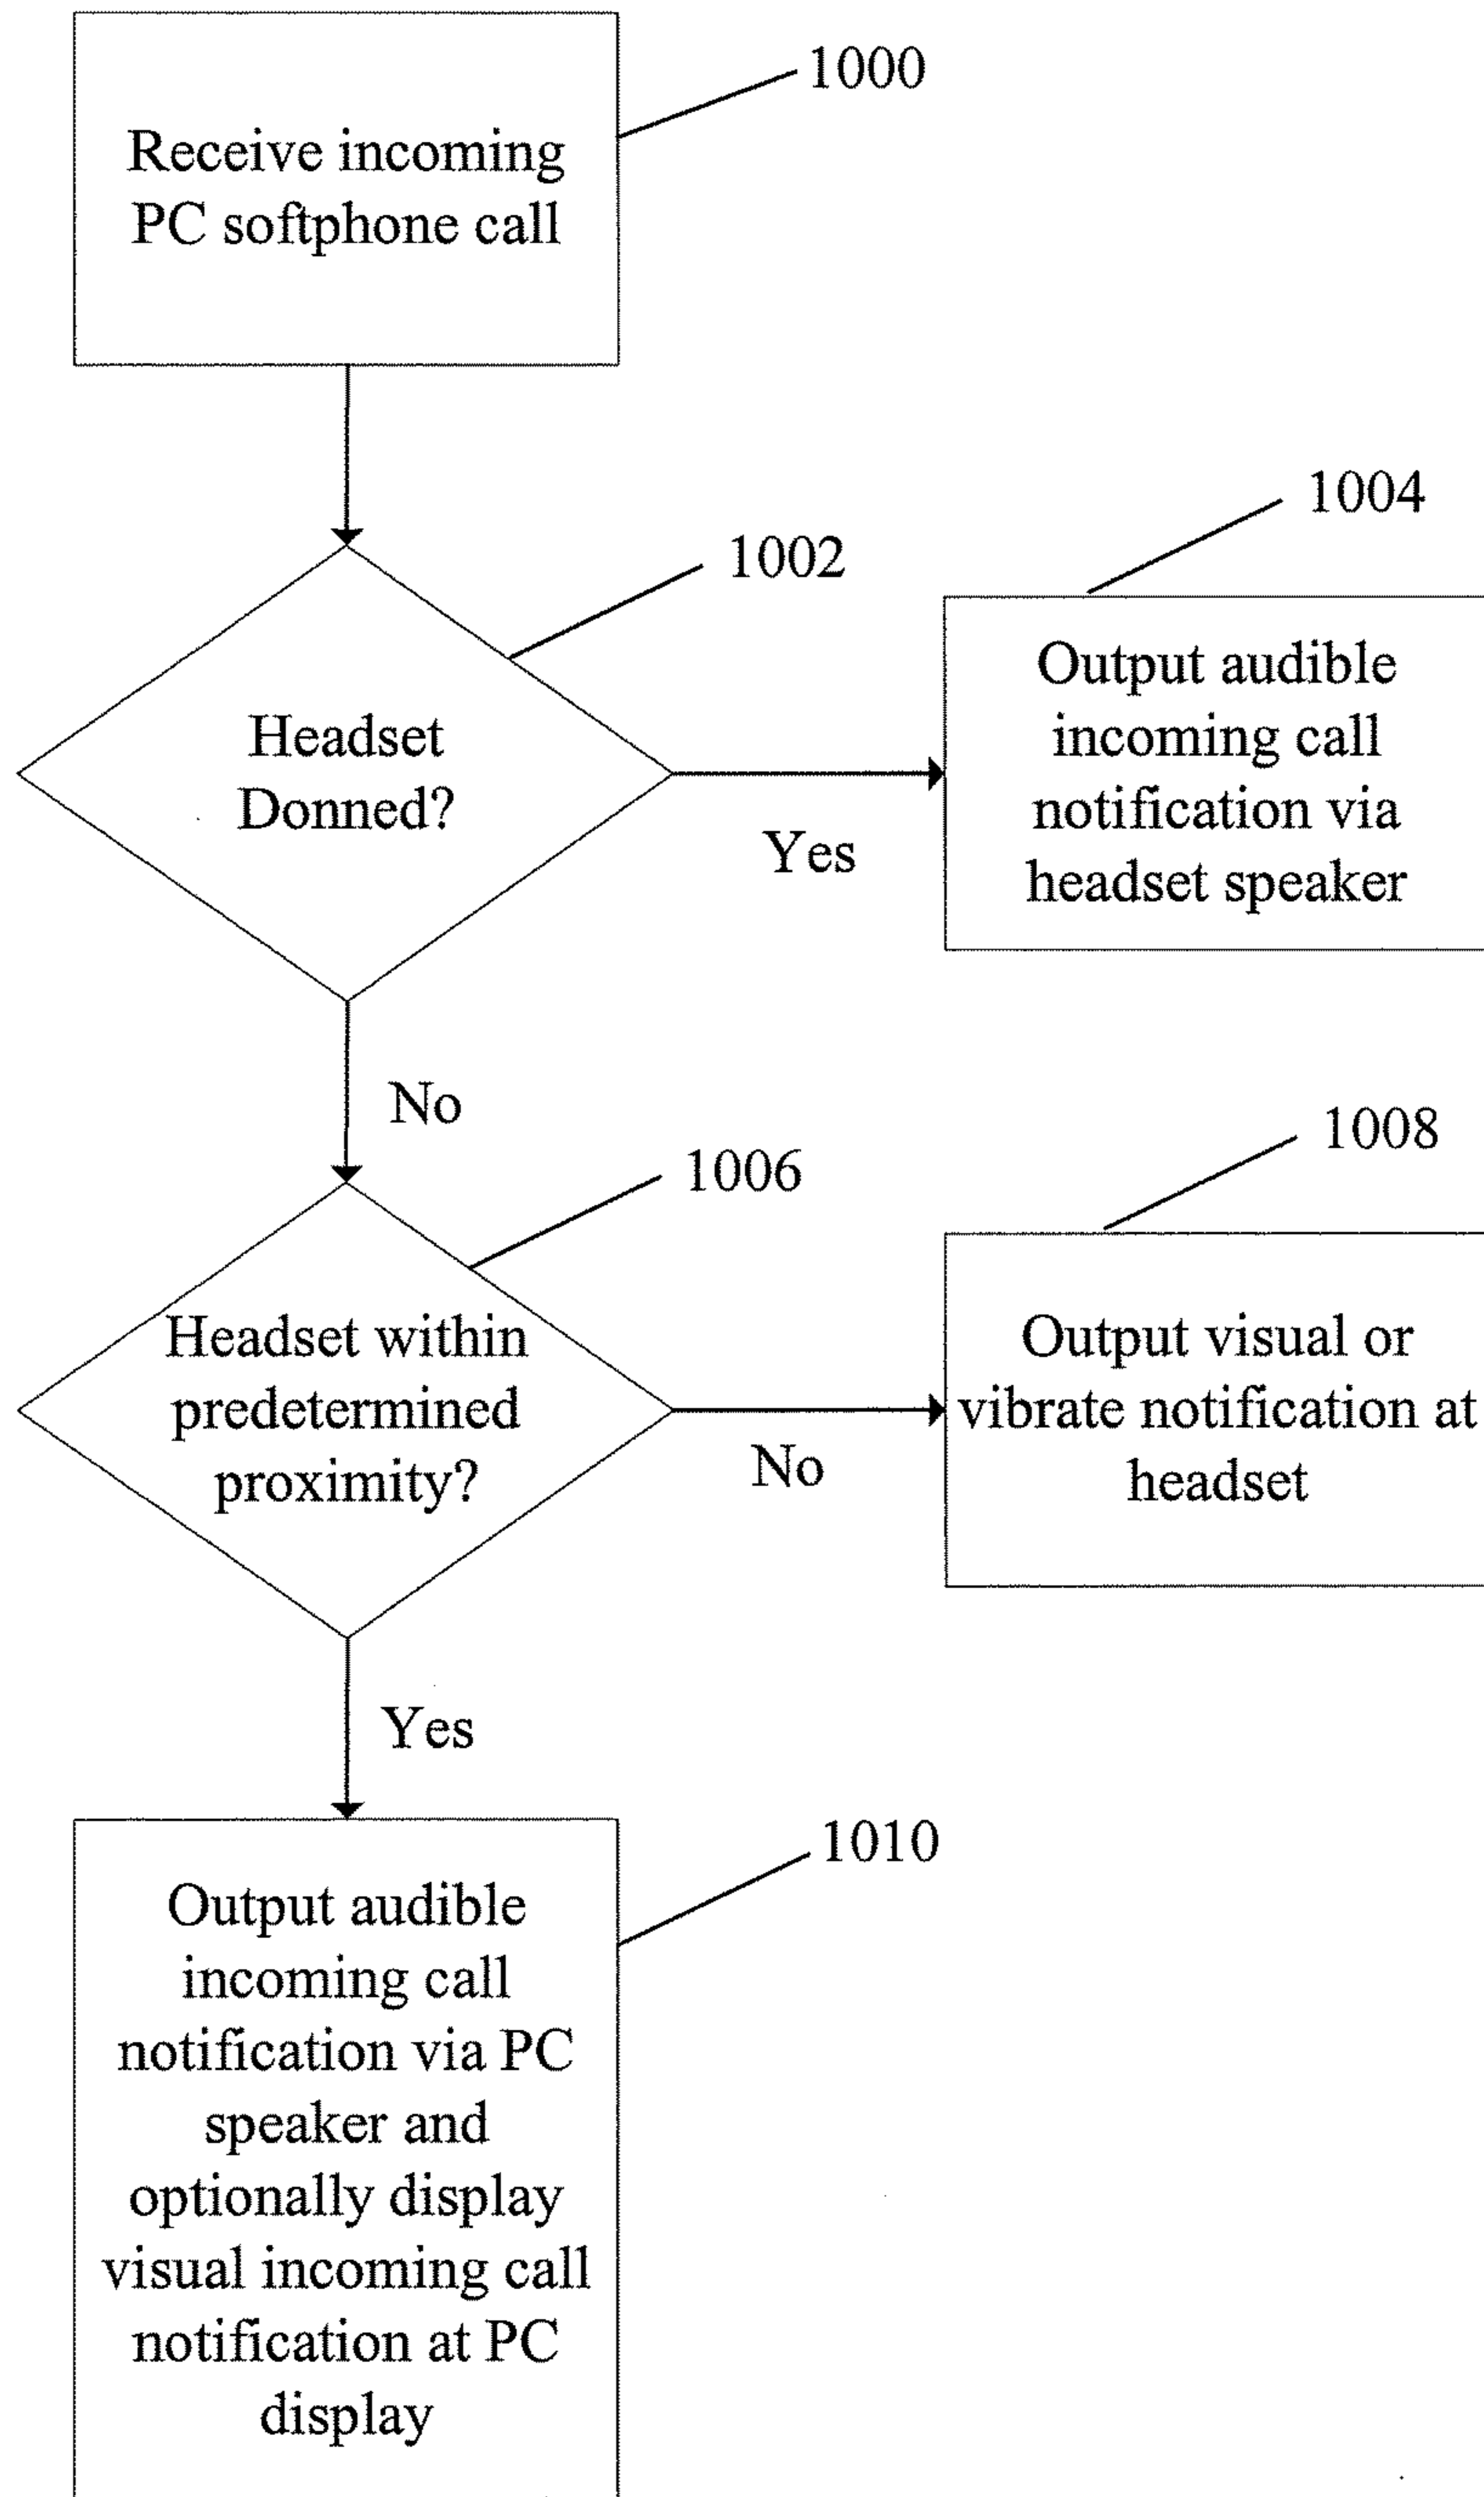 1000
Receive incoming
PC softphone call
1002
Headset
Donned?
Yes
1004
Output audible
incoming call
notification via
headset speaker
No
1006
Headset within
predetermined
proximity?
No
1008
Output visual or
vibrate notification at
headset
Yes
1010
Output audible
incoming call
notification via PC
speaker and
optionally display
visual incoming call
notification at PC
display